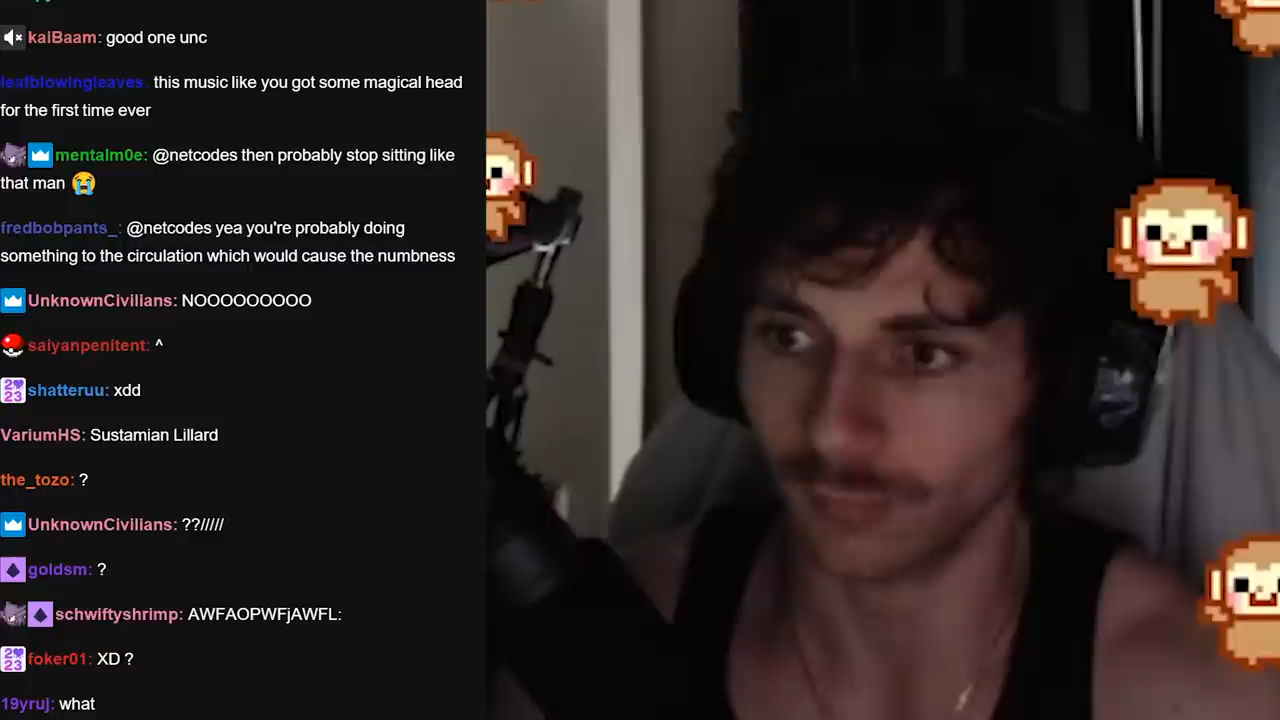 kaiBaam: good one unc
leafblowingleaves: this music like you got some magical head
for the first time ever
mentalm0e: @netcodes then probably stop sitting like
that man 😭
fredbobpants_: @netcodes yea you're probably doing
something to the circulation which would cause the numbness
UnknownCivilians: NOOOOOOOOO
saiyanpenitent: ^
shatteruu: xdd
VariumHS: Sustamian Lillard
the_tozo: ?
UnknownCivilians: ??/////
goldsm: ?
schwiftyshrimp: AWFAOPWFjAWFL:
foker01: XD ?
19yruj: what